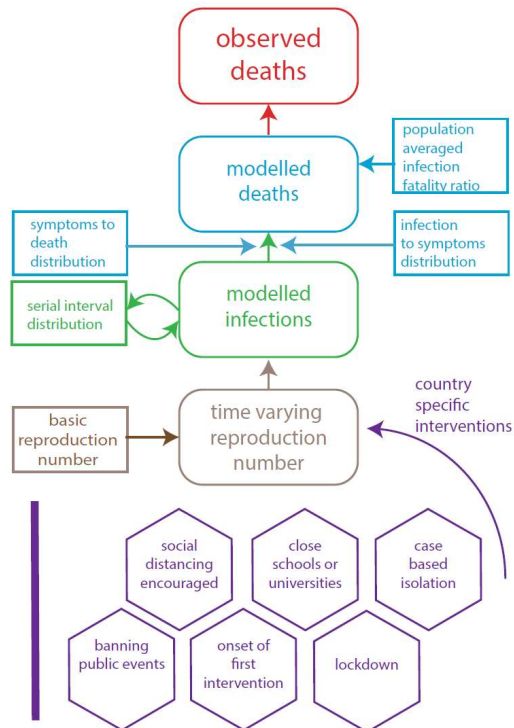 observed
deaths
modelled
deaths
population
averaged
infection
fatality ratio
symptoms to
death
distribution
infection
to symptoms
distribution
modelled
infections
serial interval
distribution
country
specific
interventions
basic
reproduction
number
time varying
reproduction
number
social
distancing
encouraged
close
schools or
universities
case
based
isolation
banning
public events
onset of
first
intervention
lockdown